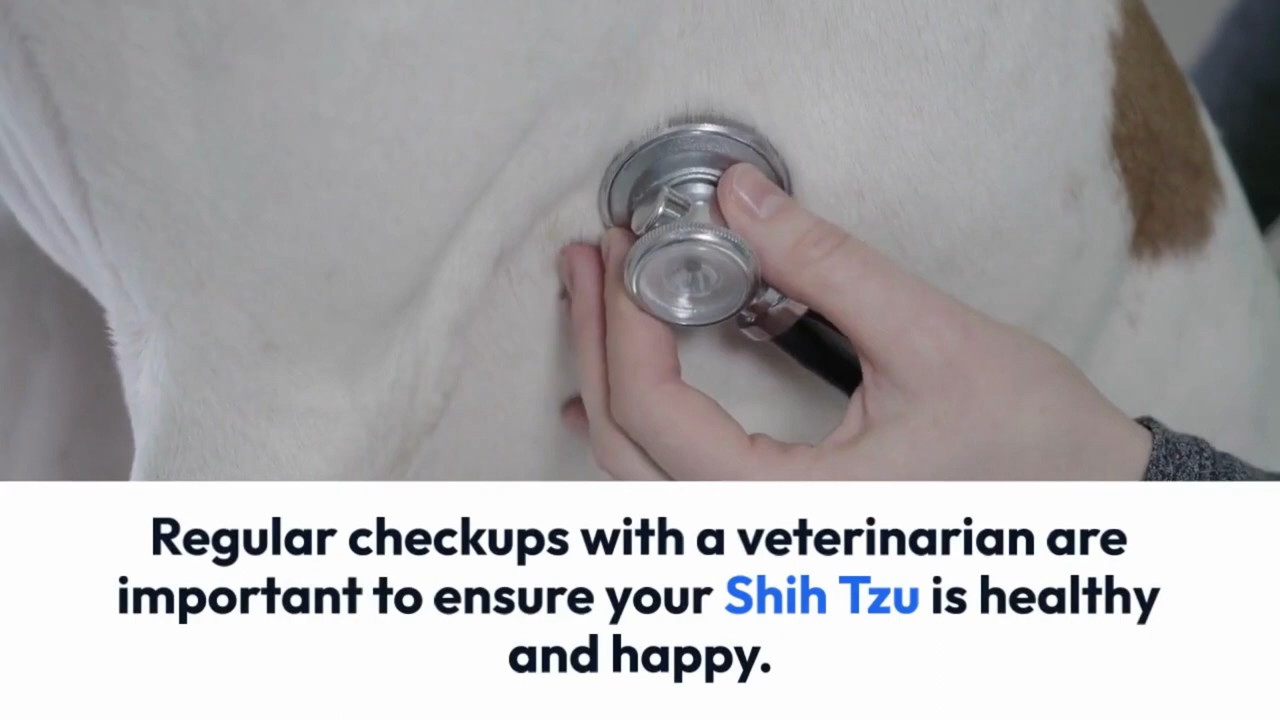 Regular checkups with a veterinarian are
important to ensure your Shih Tzu is healthy
and happy.